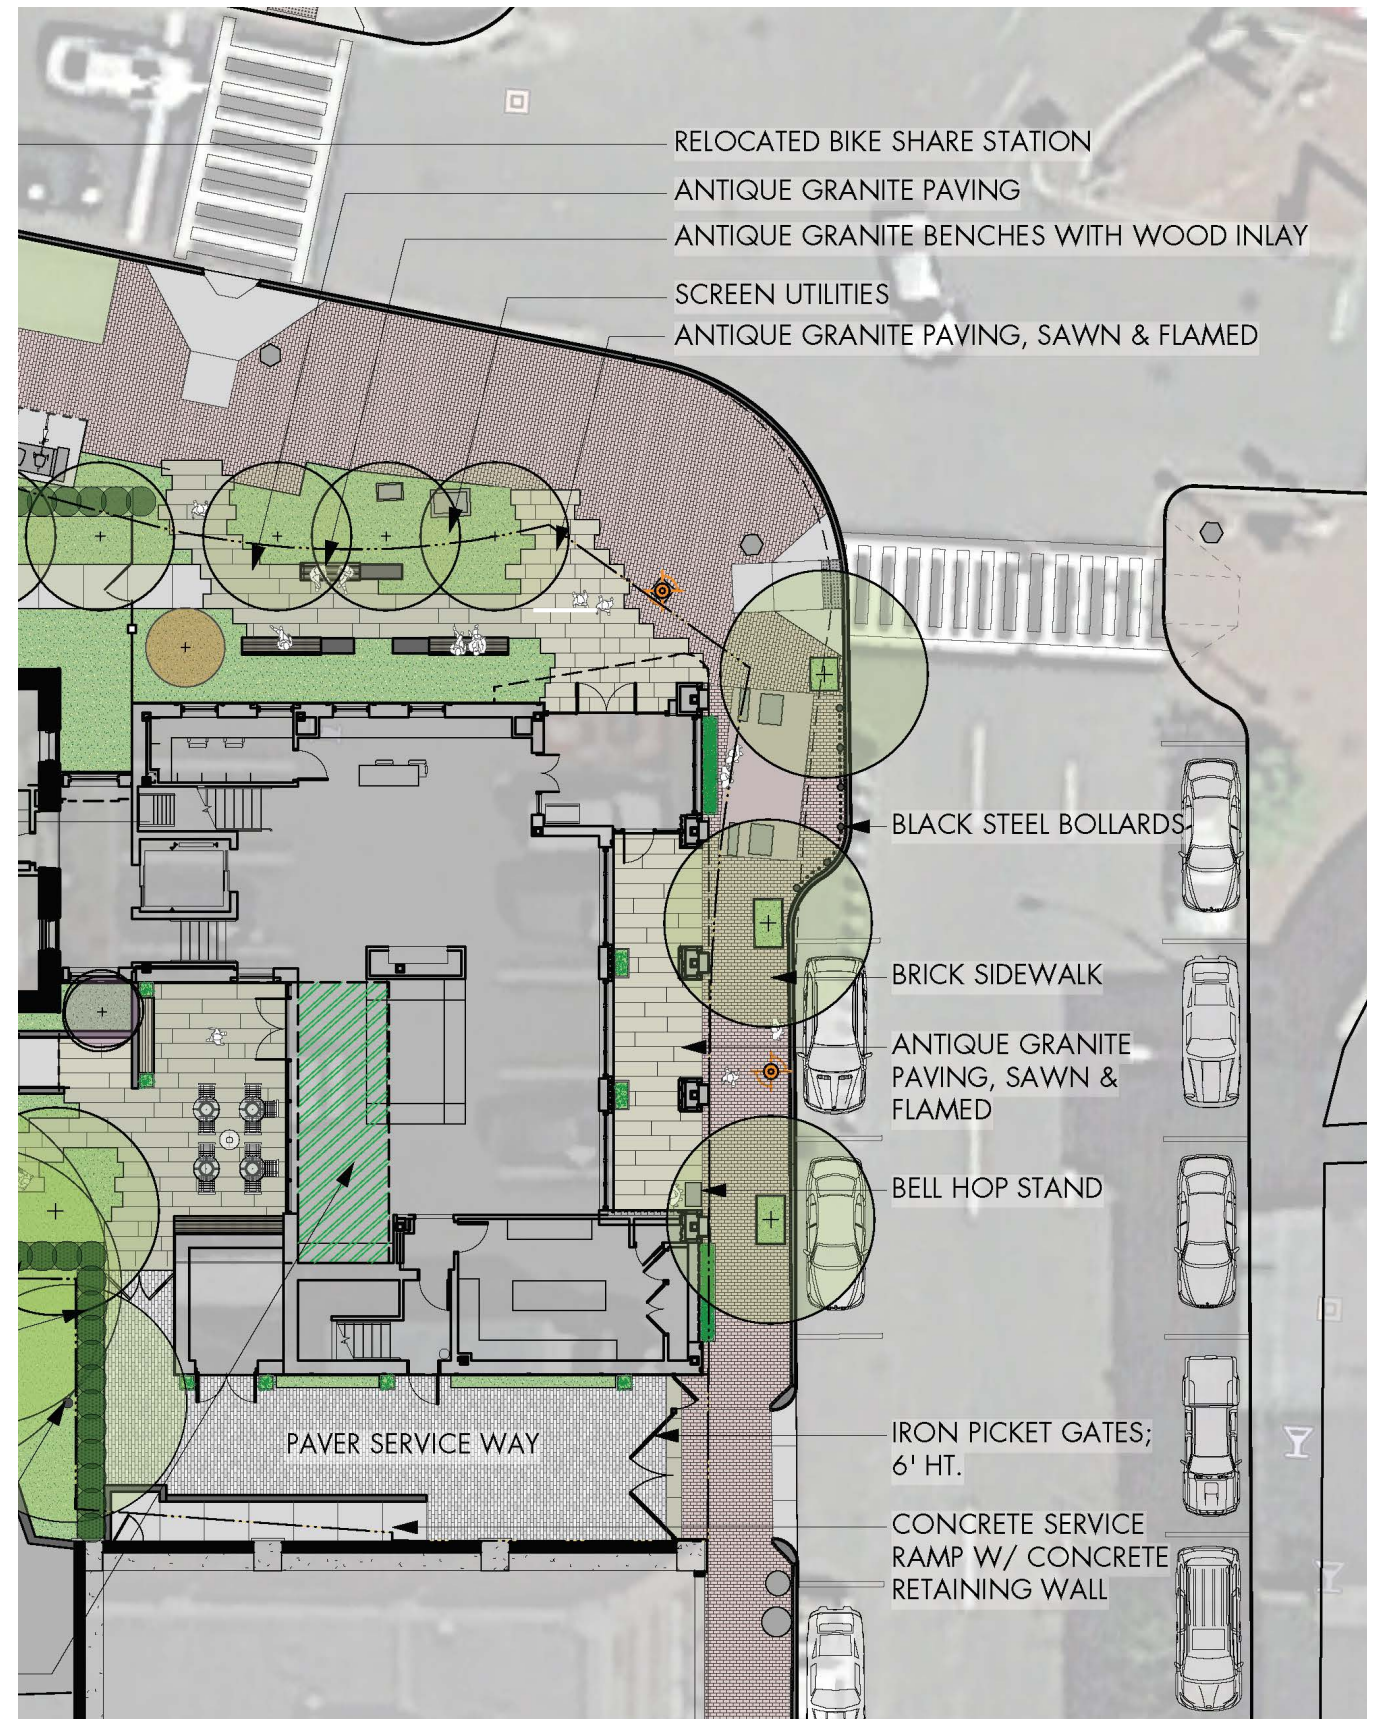 RELOCATED BIKE SHARE STATION
ANTIQUE GRANITE PAVING
ANTIQUE GRANITE BENCHES WITH WOOD INLAY
SCREEN UTILITIES
ANTIQUE GRANITE PAVING, SAWN & FLAMED
BLACK STEEL BOLLARDS
BRICK SIDEWALK
ANTIQUE GRANITE
PAVING, SAWN &
FLAMED
BELL HOP STAND
PAVER SERVICE WAY
IRON PICKET GATES;
6' HT.
CONCRETE SERVICE
RAMP W/ CONCRETE
RETAINING WALL